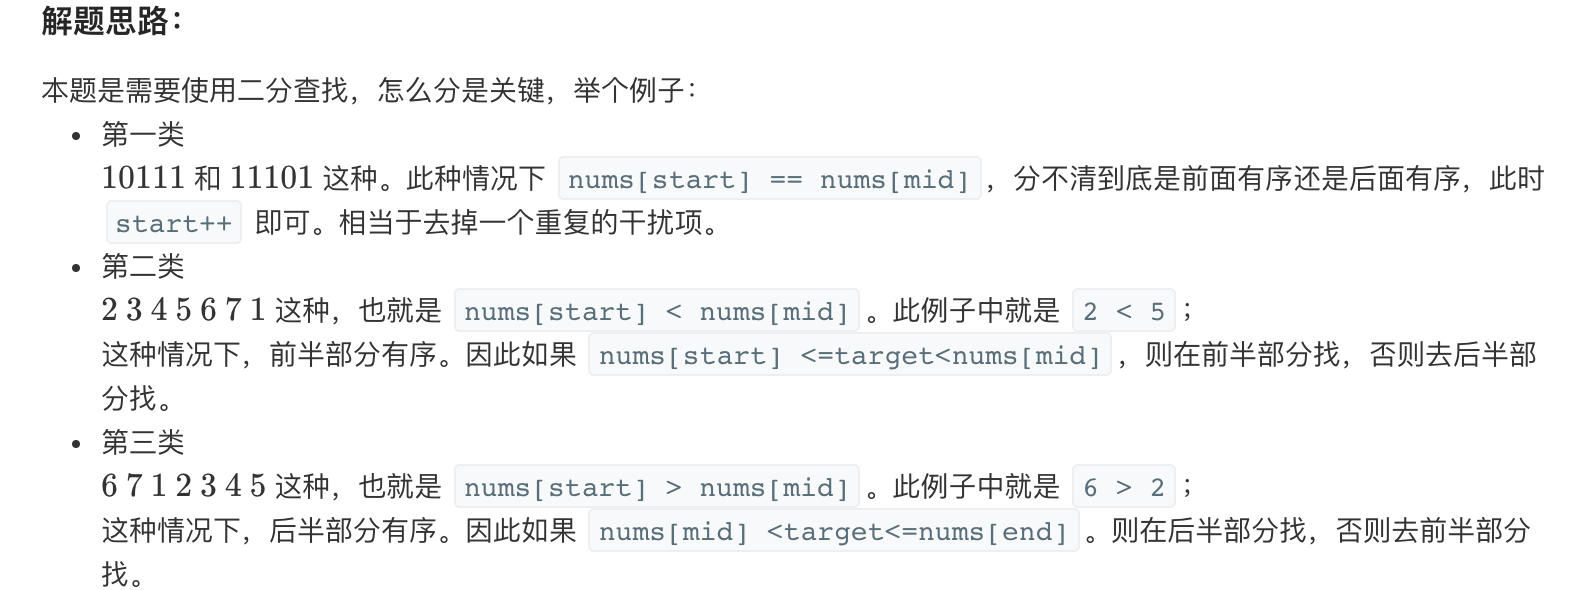 解题思路：
本题是需要使用二分查找，怎么分是关键，举个例子：
• 第一类
10111 和 11101 这种。此种情况下 nums[start] == nums[mid]，分不清到底是前面有序还是后面有序，此时
start++ 即可。相当于去掉一个重复的干扰项。
• 第二类
2 3 4 5 6 7 1 这种，也就是 nums[start] < nums[mid]。此例子中就是 2 < 5；
这种情况下，前半部分有序。因此如果 nums[start] <=target<nums[mid]，则在前半部分找，否则去后半部
分找。
• 第三类
6 7 1 2 3 4 5 这种，也就是 nums[start] > nums[mid]。此例子中就是 6 > 2；
这种情况下，后半部分有序。因此如果 nums[mid] <target<=nums[end]。则在后半部分找，否则去前半部分
找。